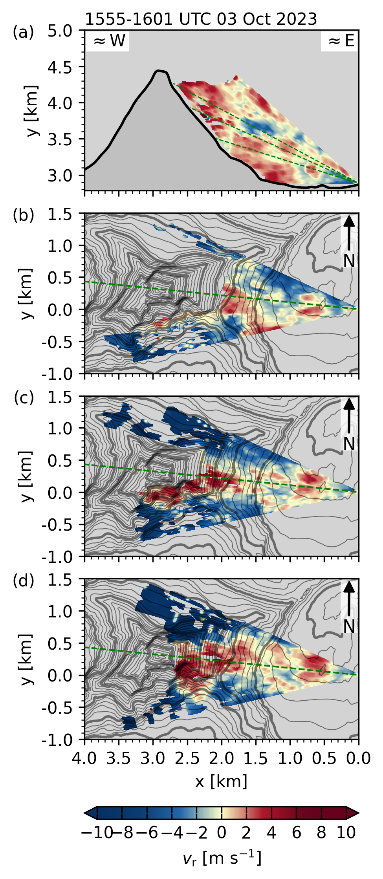 1555-1601 UTC 03 Oct 2023
(a)
≈ W
≈ E
5.0
4.5
4.0
3.5
3.0
y [km]
(b)
1.5
1.0
0.5
0.0
-0.5
-1.0
y [km]
N
(c)
1.5
1.0
0.5
0.0
-0.5
-1.0
y [km]
N
(d)
1.5
1.0
0.5
0.0
-0.5
-1.0
y [km]
N
4.0 3.5 3.0 2.5 2.0 1.5 1.0 0.5 0.0
x [km]
−10 −8 −6 −4 −2 0 2 4 6 8 10
vr [m s−1]